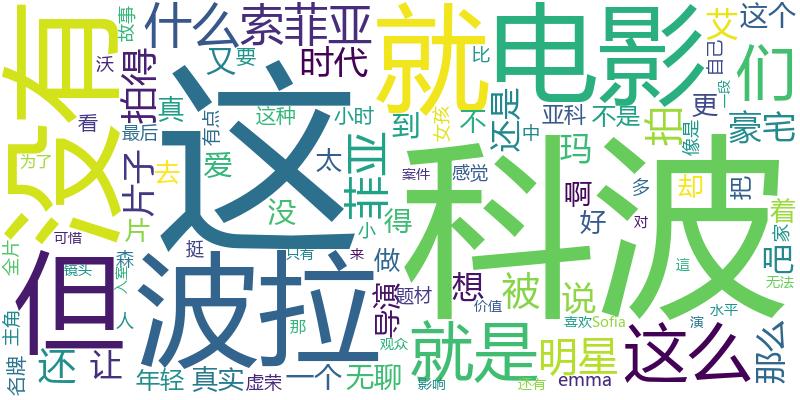 没有
什么
索菲亚
就
电影
艾
这个
故事
沃
拍得
又
要
时代
比
自己
们
一段
真
这
这种
小时
到
不
还是
亚科
中
不是
更
拍
像是
豪宅
看
最后
有点
为了
片子
去
爱
太
菲亚
案件
感觉
科波
玛
多
却
把
着
没
啊
好
对
家
但
可惜
片
挺
小
得
全片
镜头
森
人
入室
波拉
只有
来
做
导演
题材
想
被
说
這
吧
无法
价值
水平
主角
还
让
那
观众
就是
喜欢
Sofia
演
明星
这么
那么
名牌
年轻
真实
虚荣
一个
无聊
影响
还有
emma